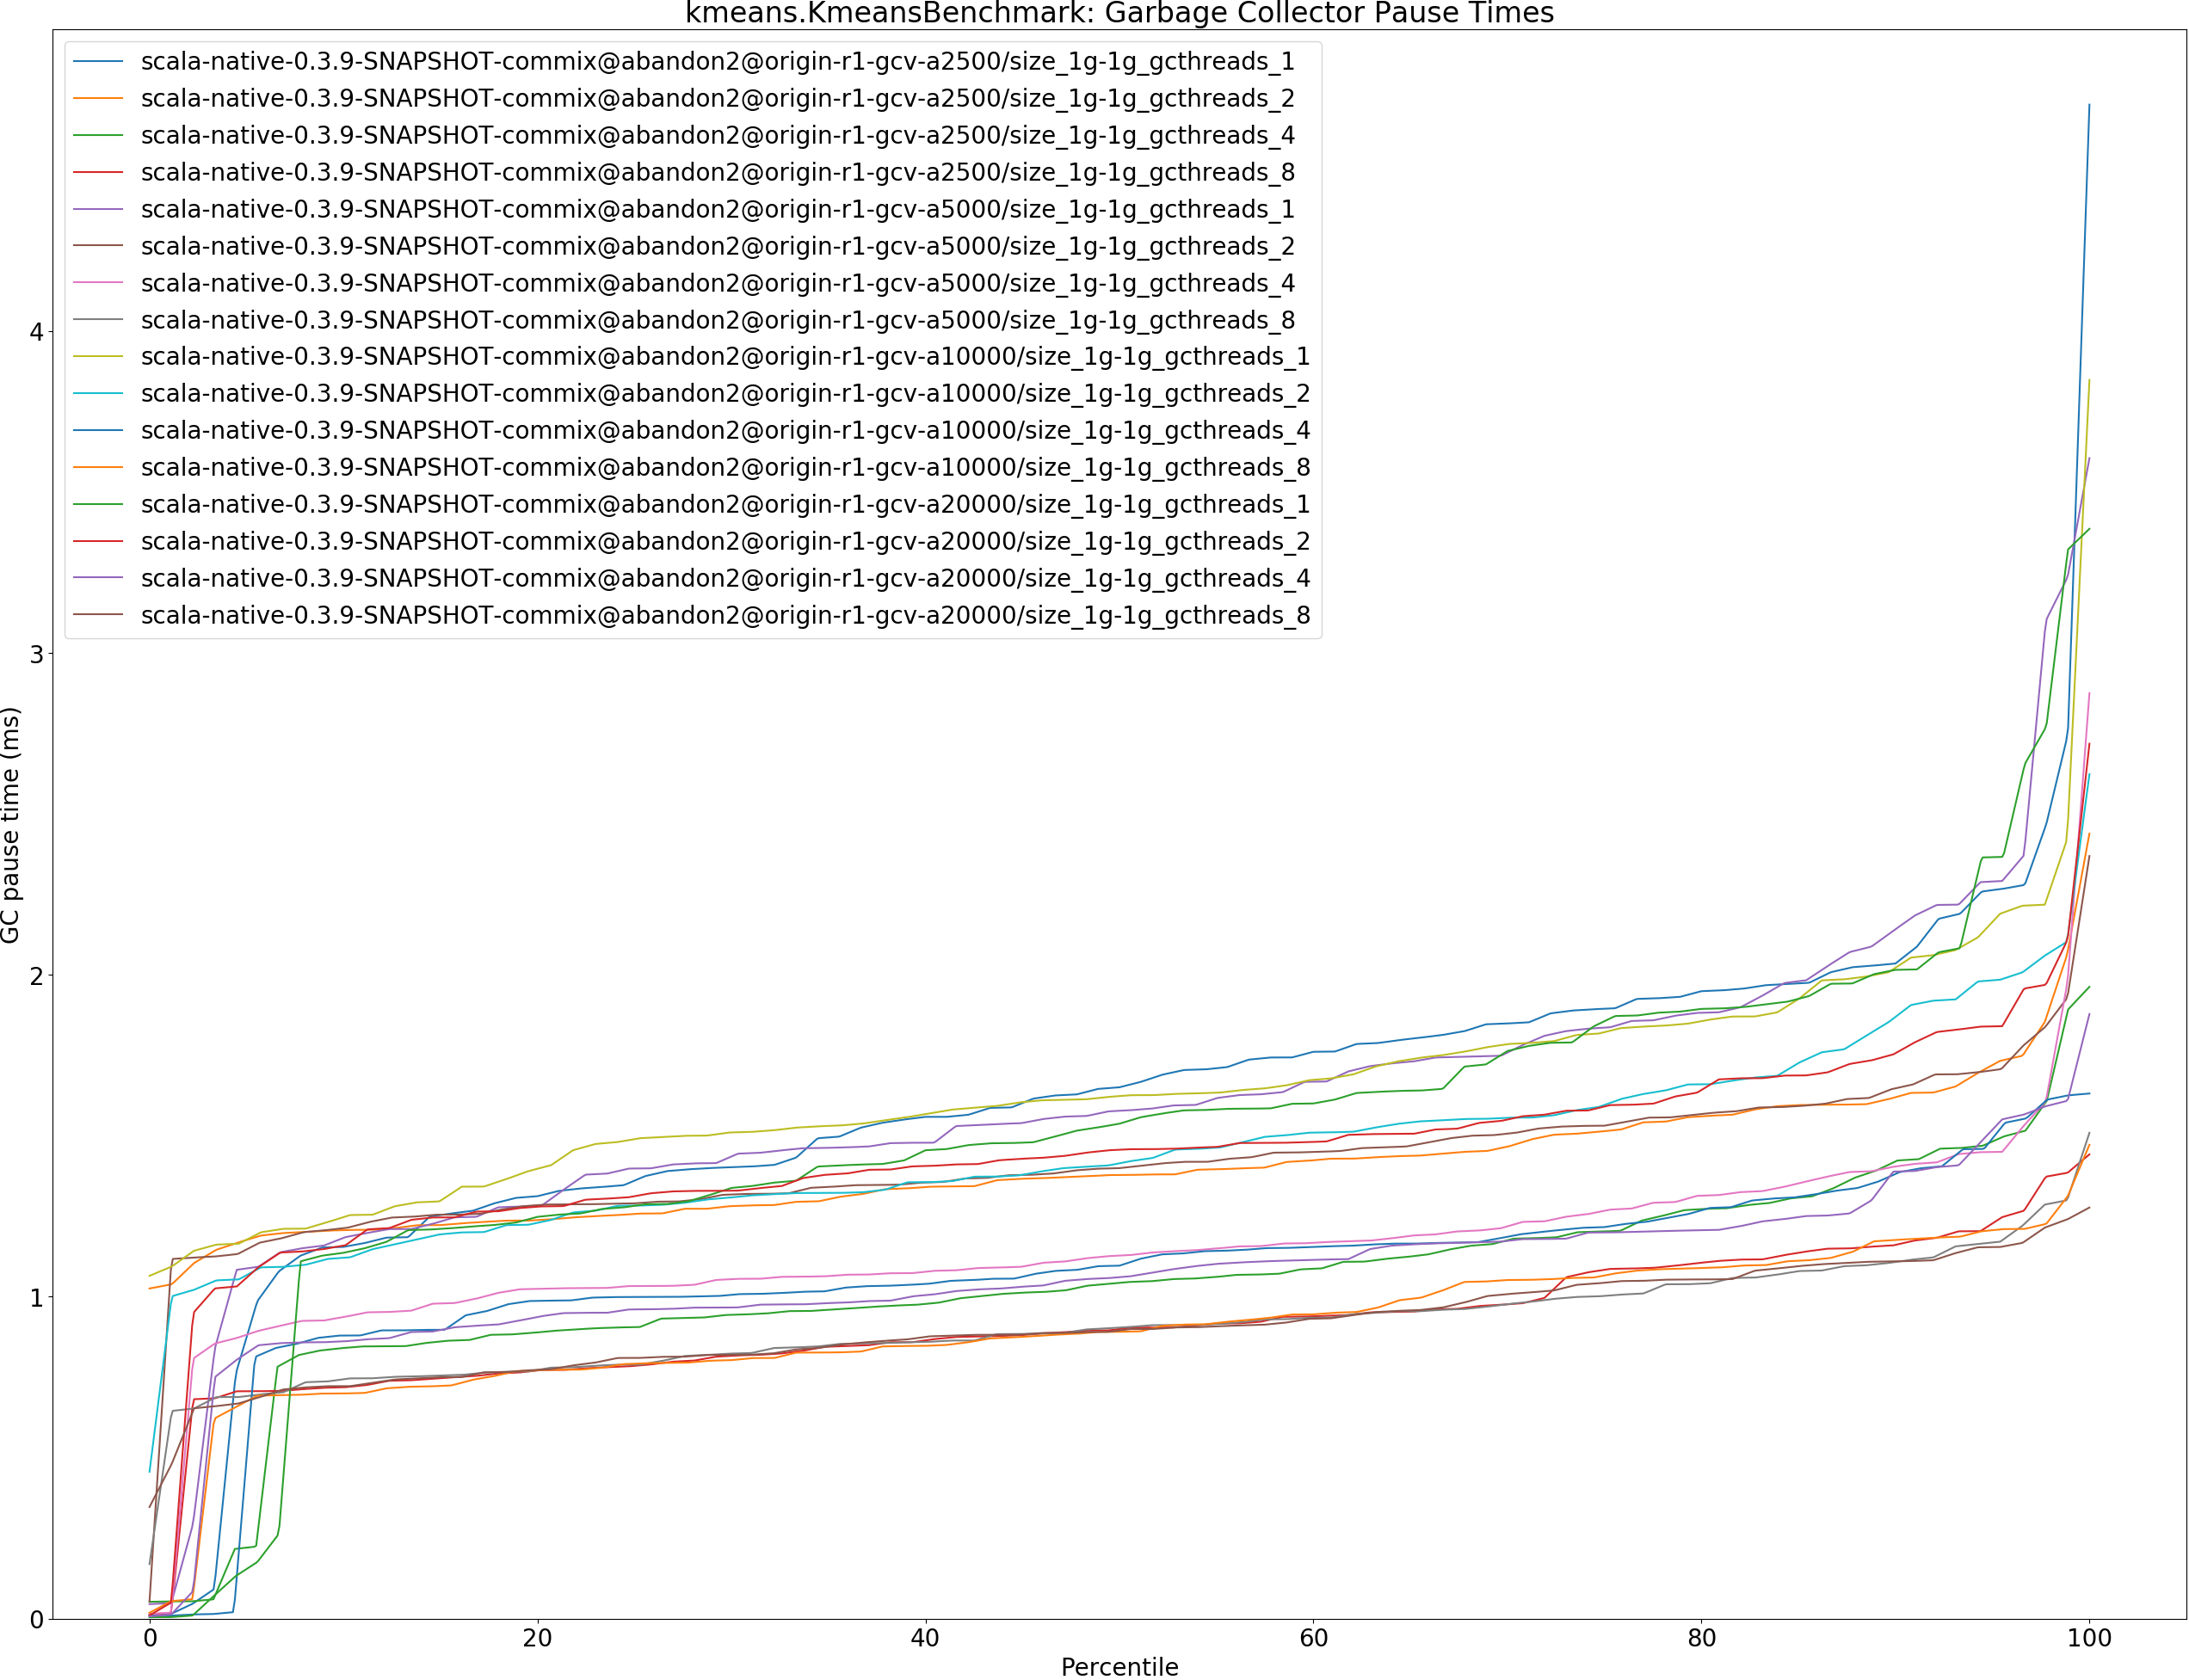 kmeans.KmeansBenchmark: Garbage Collector Pause Times
scala-native-0.3.9-SNAPSHOT-commix@abandon2@origin-r1-gcv-a2500/size_1g-1g_gcthreads_1
scala-native-0.3.9-SNAPSHOT-commix@abandon2@origin-r1-gcv-a2500/size_1g-1g_gcthreads_2
scala-native-0.3.9-SNAPSHOT-commix@abandon2@origin-r1-gcv-a2500/size_1g-1g_gcthreads_4
scala-native-0.3.9-SNAPSHOT-commix@abandon2@origin-r1-gcv-a2500/size_1g-1g_gcthreads_8
scala-native-0.3.9-SNAPSHOT-commix@abandon2@origin-r1-gcv-a5000/size_1g-1g_gcthreads_1
scala-native-0.3.9-SNAPSHOT-commix@abandon2@origin-r1-gcv-a5000/size_1g-1g_gcthreads_2
scala-native-0.3.9-SNAPSHOT-commix@abandon2@origin-r1-gcv-a5000/size_1g-1g_gcthreads_4
scala-native-0.3.9-SNAPSHOT-commix@abandon2@origin-r1-gcv-a5000/size_1g-1g_gcthreads_8
scala-native-0.3.9-SNAPSHOT-commix@abandon2@origin-r1-gcv-a10000/size_1g-1g_gcthreads_1
scala-native-0.3.9-SNAPSHOT-commix@abandon2@origin-r1-gcv-a10000/size_1g-1g_gcthreads_2
scala-native-0.3.9-SNAPSHOT-commix@abandon2@origin-r1-gcv-a10000/size_1g-1g_gcthreads_4
scala-native-0.3.9-SNAPSHOT-commix@abandon2@origin-r1-gcv-a10000/size_1g-1g_gcthreads_8
scala-native-0.3.9-SNAPSHOT-commix@abandon2@origin-r1-gcv-a20000/size_1g-1g_gcthreads_1
scala-native-0.3.9-SNAPSHOT-commix@abandon2@origin-r1-gcv-a20000/size_1g-1g_gcthreads_2
scala-native-0.3.9-SNAPSHOT-commix@abandon2@origin-r1-gcv-a20000/size_1g-1g_gcthreads_4
scala-native-0.3.9-SNAPSHOT-commix@abandon2@origin-r1-gcv-a20000/size_1g-1g_gcthreads_8
GC pause time (ms)
4
3
2
1
0
0 20 40 60 80 100
Percentile